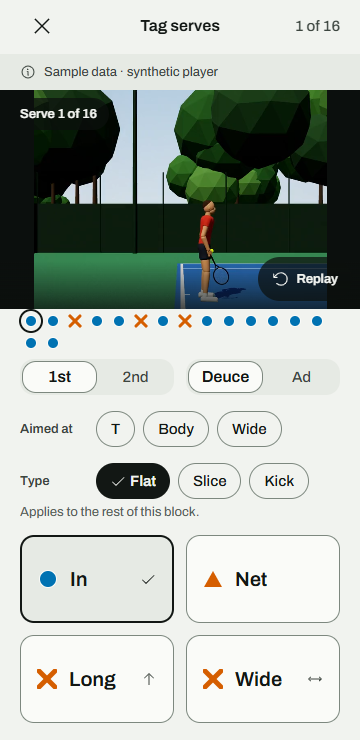 Tag serves
1 of 16
Sample data · synthetic player
Serve 1 of 16
Replay
1st 2nd Deuce Ad
Aimed at T Body Wide
Type Flat Slice Kick
Applies to the rest of this block.
In Net
Long Wide